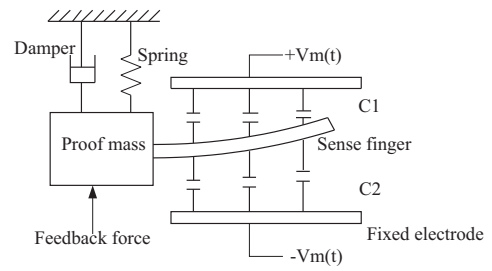 Damper
Spring
+Vm(t)
C1
Proof mass
Sense finger
C2
Feedback force
Fixed electrode
-Vm(t)